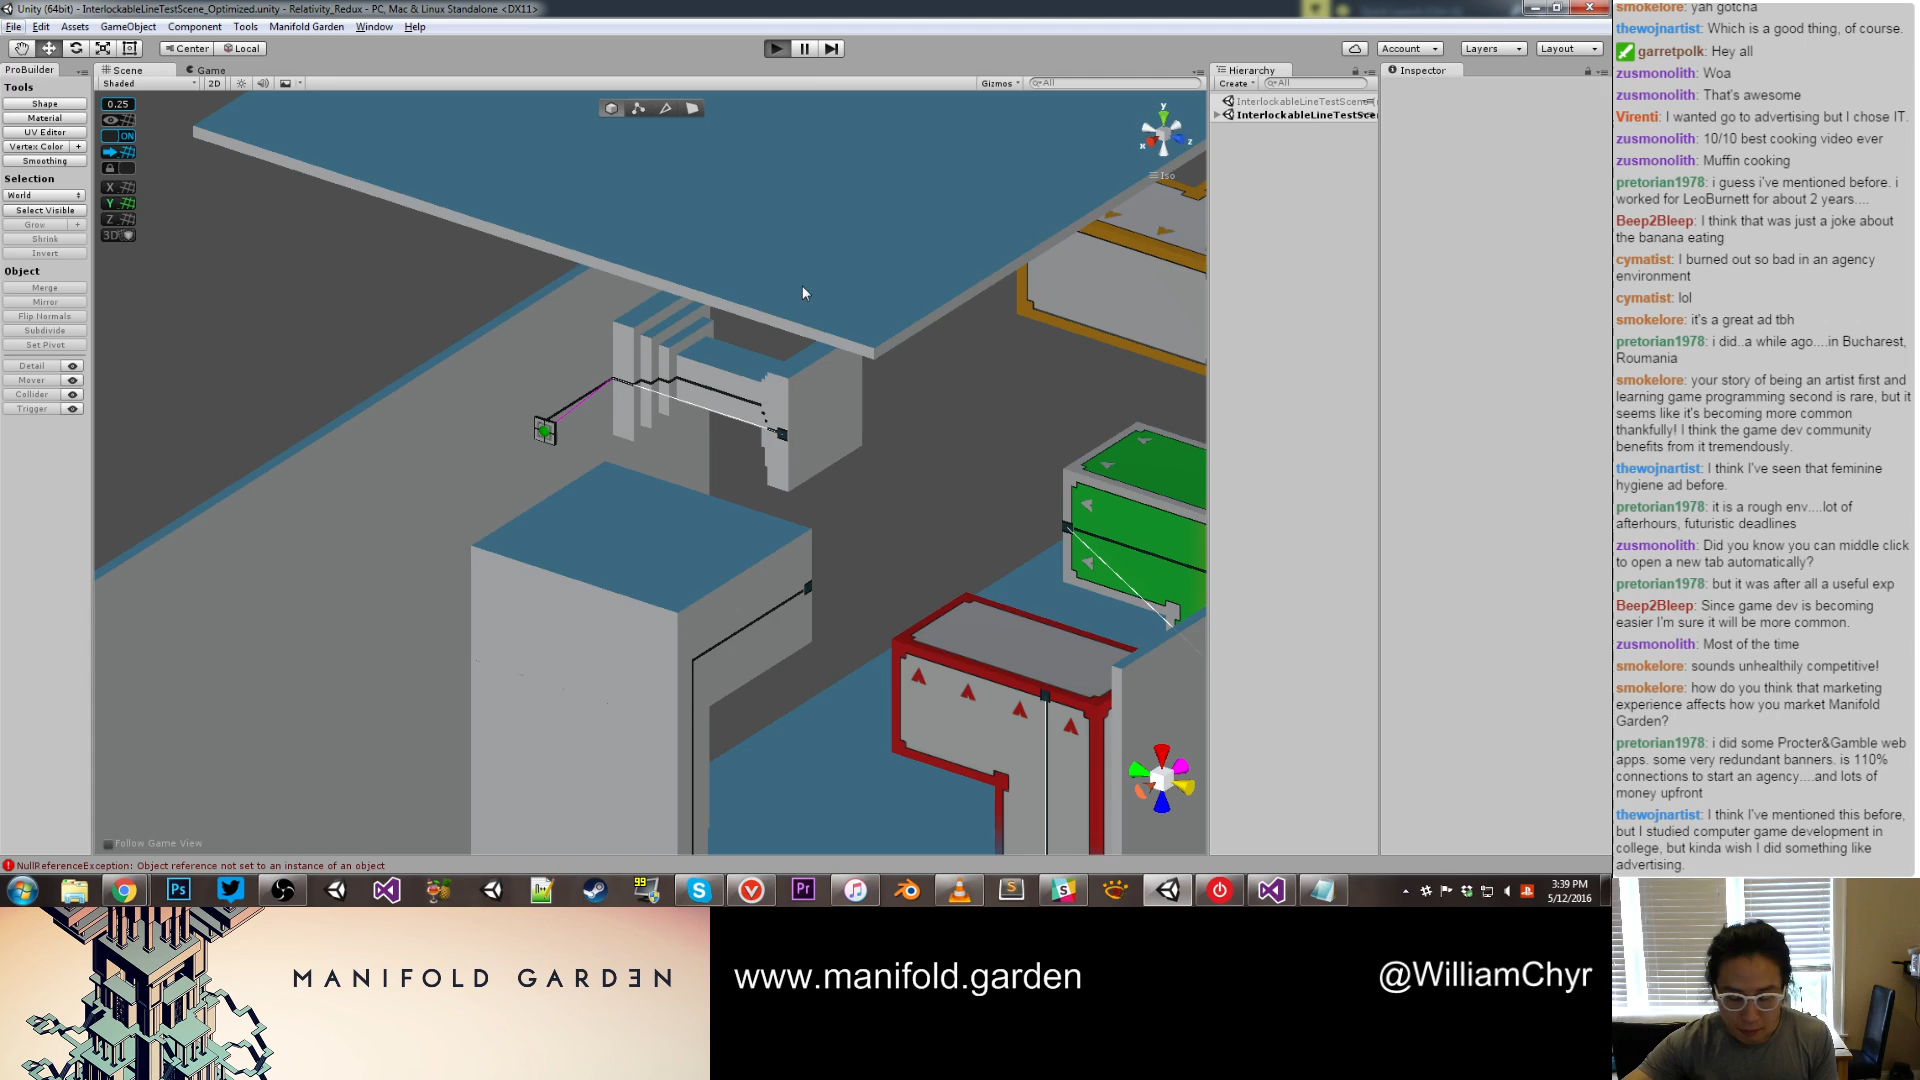 Unity (64bit) - InterlockableLineTestScene_Optimized.unity - Relativity_Redux - PC, Mac & Linux Standalone <DX11>
File Edit Assets GameObject Component Tools Manifold Garden Window Help
Center Local Account Layers Layout
ProBuilder Scene Game Hierarchy Inspector
Shaded 2D Gizmos All Create All
Tools
Shape
Material
UV Editor
Vertex Color +
Smoothing
Selection
World
Select Visible
Grow +
Shrink
Invert
Object
Merge
Mirror
Flip Normals
Subdivide
Set Pivot
Detail
Mover
Collider
Trigger
0.25
ON
X
Y
Z
3D
y
x
z
Iso
InterlockableLineTestScene
InterlockableLineTestSce
Follow Game View
NullReferenceException: Object reference not set to an instance of an object
99
3:39 PM
5/12/2016
MANIFOLD GARDEN
www.manifold.garden
@WilliamChyr
smokelore: yah gotcha
thewojnartist: Which is a good thing, of course.
garretpolk: Hey all
zusmonolith: Woa
zusmonolith: That's awesome
Virenti: I wanted go to advertising but I chose IT.
zusmonolith: 10/10 best cooking video ever
zusmonolith: Muffin cooking
pretorian1978: i guess i've mentioned before. i
worked for LeoBurnett for about 2 years....
Beep2Bleep: I think that was just a joke about
the banana eating
cymatist: I burned out so bad in an agency
environment
cymatist: lol
smokelore: it's a great ad tbh
pretorian1978: i did..a while ago....in Bucharest,
Roumania
smokelore: your story of being an artist first and
learning game programming second is rare, but it
seems like it's becoming more common
thankfully! I think the game dev community
benefits from it tremendously.
thewojnartist: I think I've seen that feminine
hygiene ad before.
pretorian1978: it is a rough env....lot of
afterhours, futuristic deadlines
zusmonolith: Did you know you can middle click
to open a new tab automatically?
pretorian1978: but it was after all a useful exp
Beep2Bleep: Since game dev is becoming
easier I'm sure it will be more common.
zusmonolith: Most of the time
smokelore: sounds unhealthily competitive!
smokelore: how do you think that marketing
experience affects how you market Manifold
Garden?
pretorian1978: i did some Procter&Gamble web
apps. some very redundant banners. is 110%
connections to start an agency....and lots of
money upfront
thewojnartist: I think I've mentioned this before,
but I studied computer game development in
college, but kinda wish I did something like
advertising.